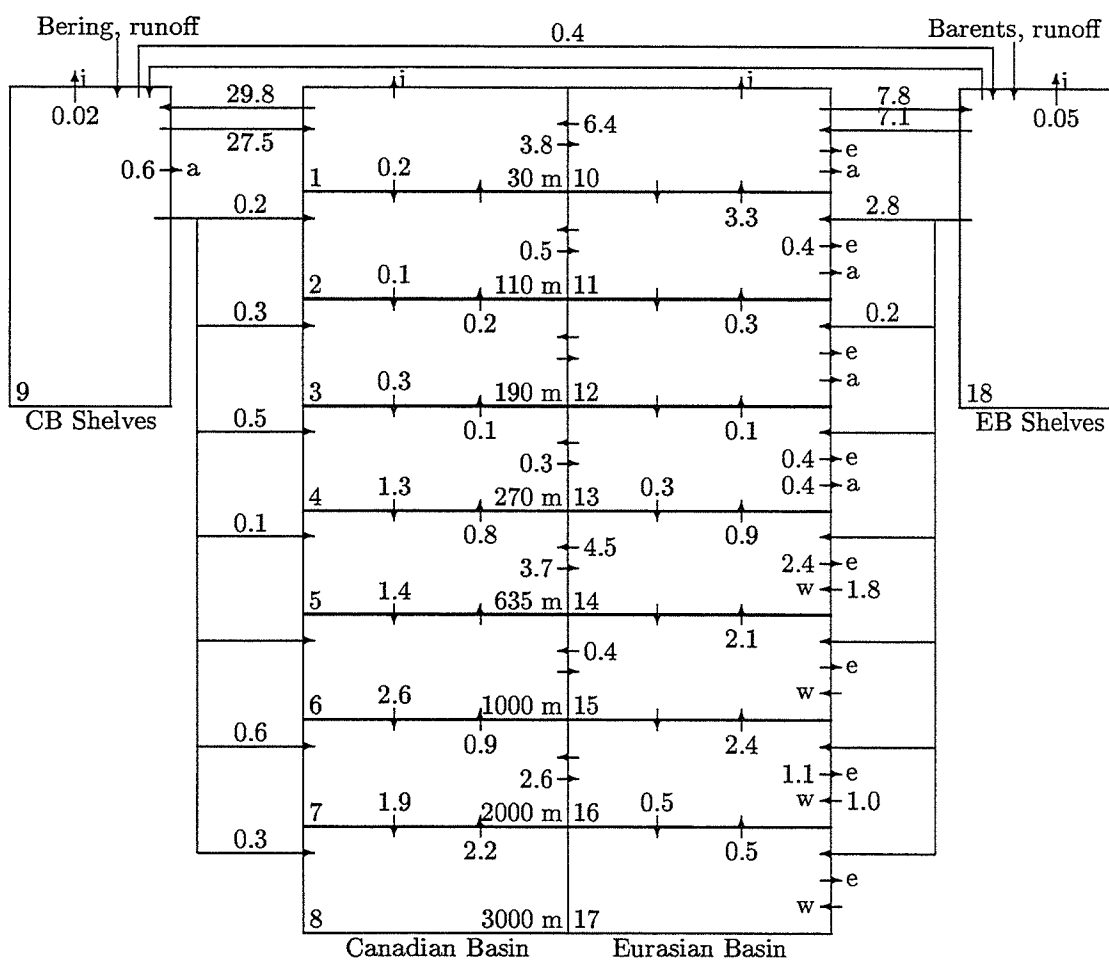 Bering, runoff
Barents, runoff
0.4
i i i i
29.8 7.8
0.02 7.1 0.05
27.5 6.4
3.8 e
0.6 a 0.2 a
1 30 m 10
0.2 3.3 2.8
0.5 0.4 e
0.1 a
2 110 m 11
0.3 0.2 0.3 0.2
e
0.3 a
9 3 190 m 12 18
CB Shelves EB Shelves
0.5 0.1 0.1
0.3 0.4 e
1.3 0.3 0.4 a
4 270 m 13
0.1 0.8 0.9
4.5
3.7 2.4 e
1.4 w 1.8
5 635 m 14
2.1
0.4
e
2.6 w
6 1000 m 15
0.6 0.9 2.4
2.6 1.1 e
1.9 0.5 w 1.0
7 2000 m 16
0.3 2.2 0.5
e
w
8 3000 m 17
Canadian Basin Eurasian Basin